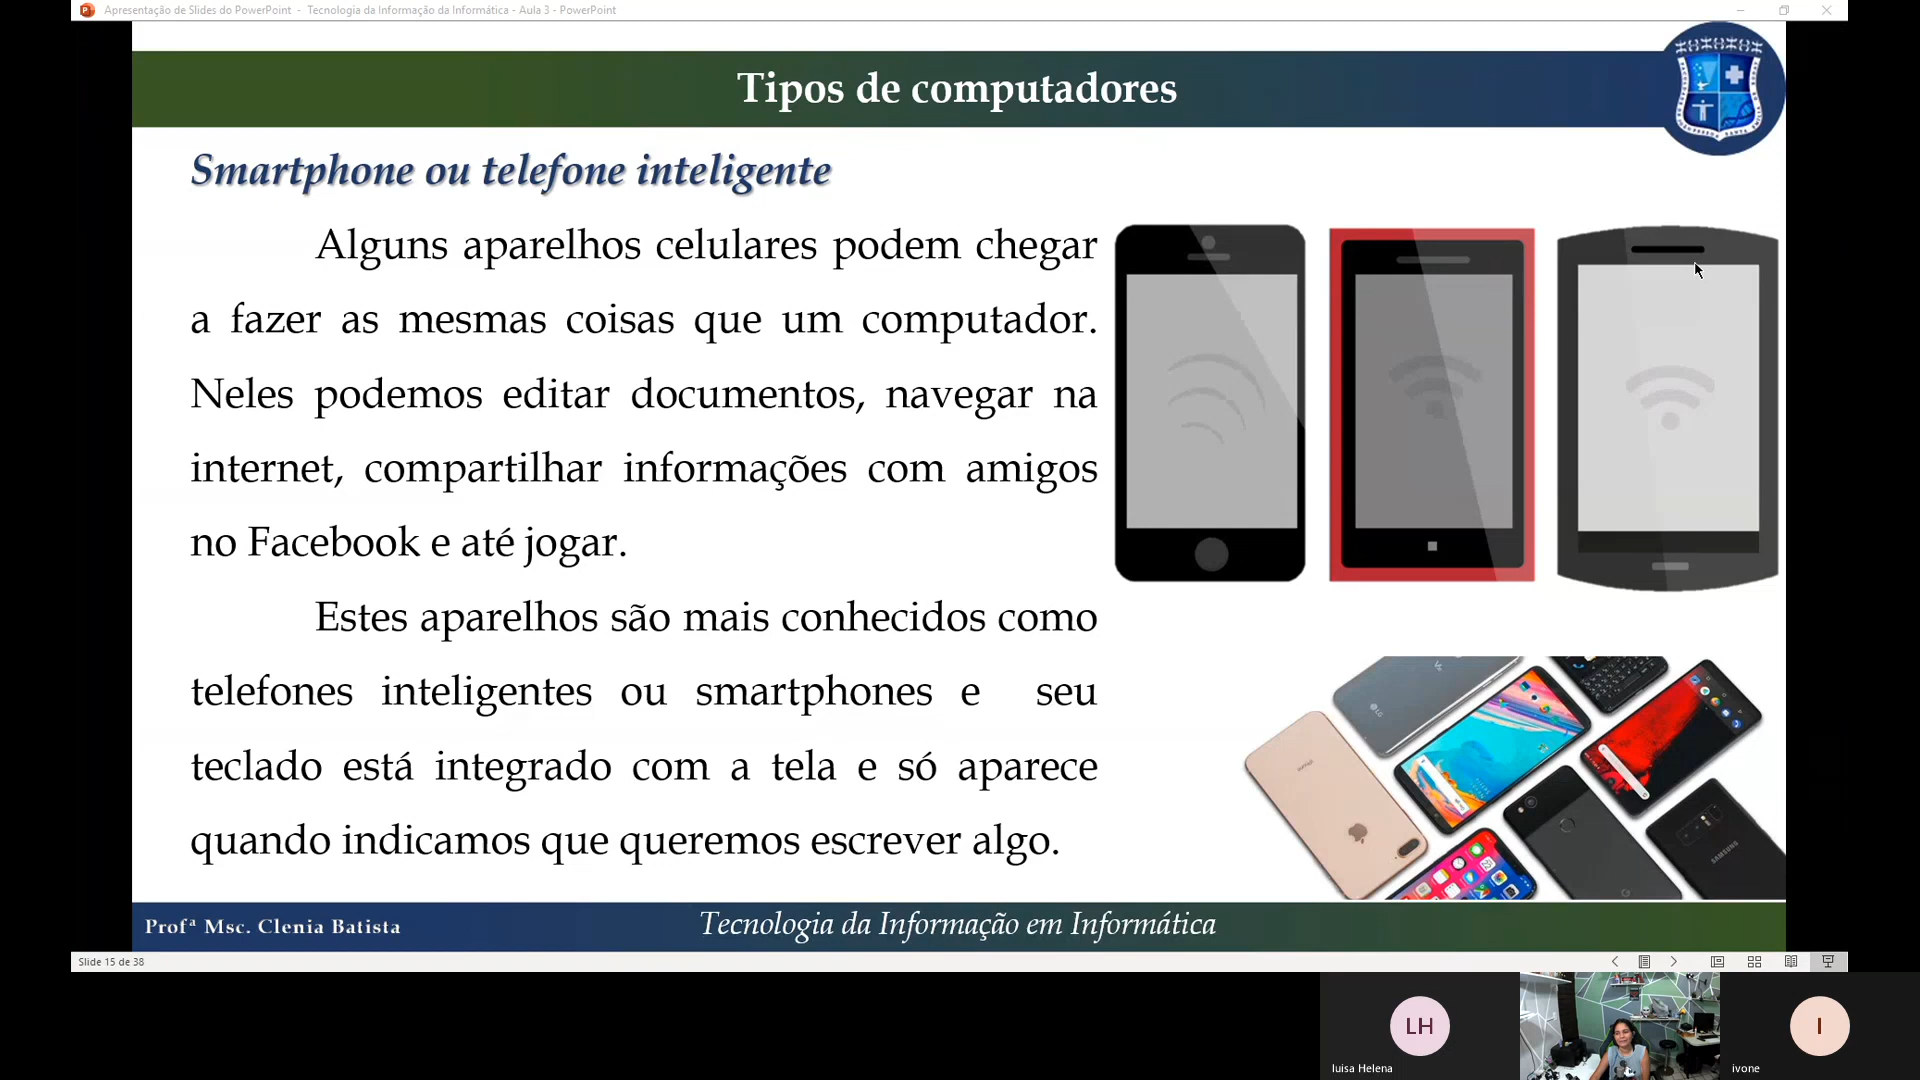 Apresentação de Slides do PowerPoint - Tecnologia da Informação da Informática - Aula 3 - PowerPoint
Tipos de computadores
Smartphone ou telefone inteligente
Alguns aparelhos celulares podem chegar
a fazer as mesmas coisas que um computador.
Neles podemos editar documentos, navegar na
internet, compartilhar informações com amigos
no Facebook e até jogar.
Estes aparelhos são mais conhecidos como
telefones inteligentes ou smartphones e seu
teclado está integrado com a tela e só aparece
quando indicamos que queremos escrever algo.
LG
SAMSUNG
Profª Msc. Clenia Batista
Tecnologia da Informação em Informática
Slide 15 de 38
LH
I
luisa Helena
ivone